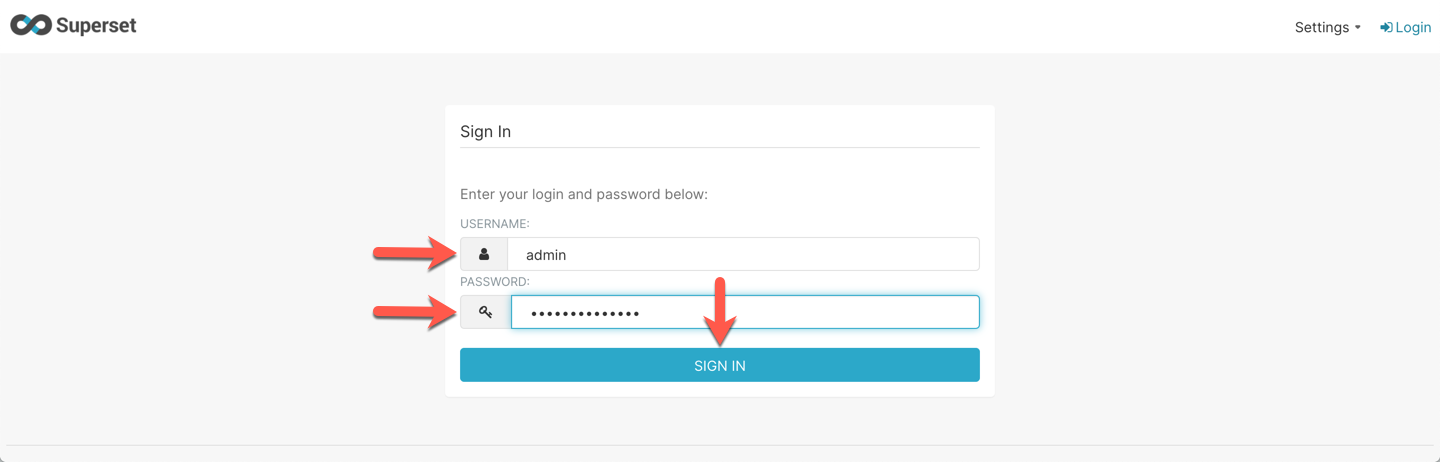 Superset
Settings
Login
Sign In
Enter your login and password below:
USERNAME:
admin
PASSWORD:
••••••••••••••
SIGN IN